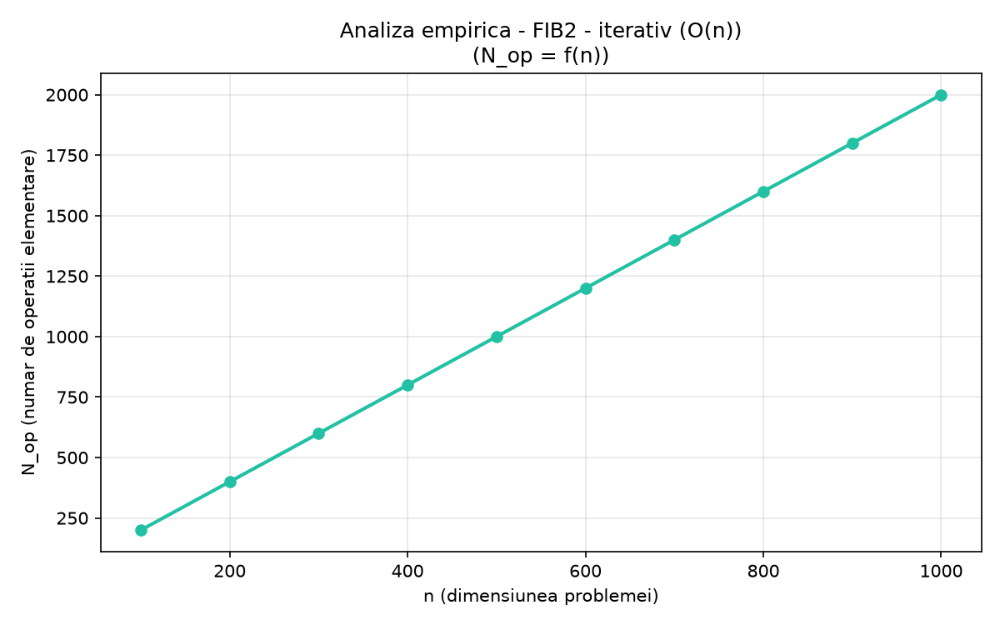 Analiza empirica - FIB2 - iterativ (O(n))
(N_op = f(n))
N_op (numar de operatii elementare)
2000
1750
1500
1250
1000
750
500
250
200 400 600 800 1000
n (dimensiunea problemei)